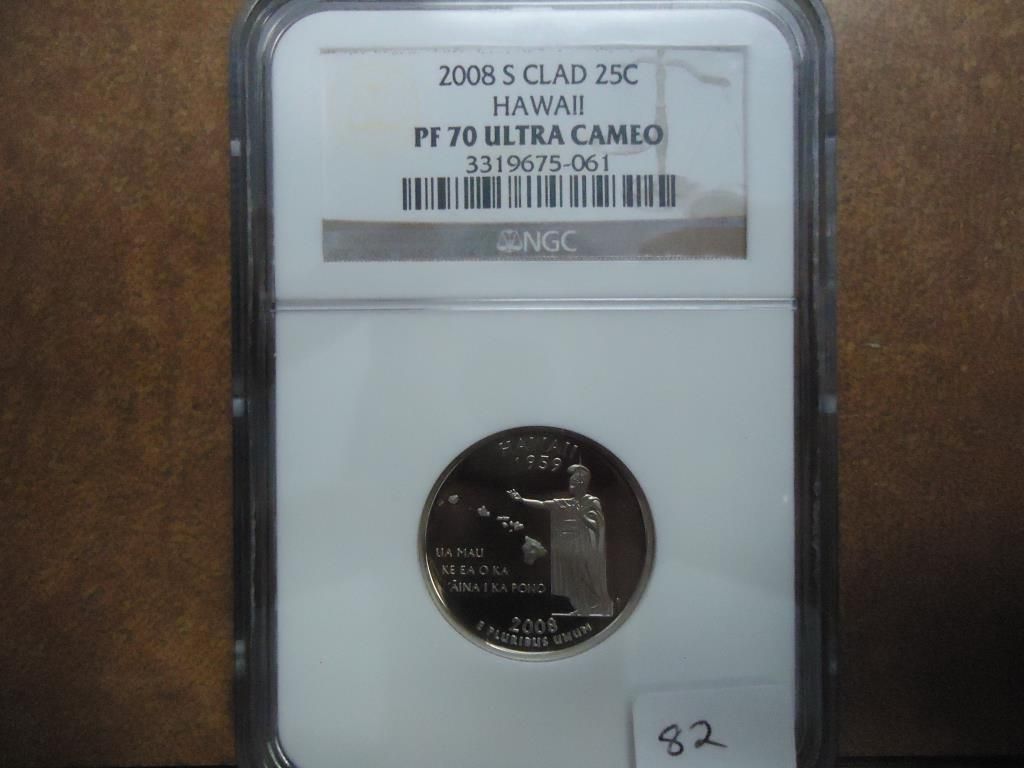 2008 S CLAD 25C
HAWAII
PF 70 ULTRA CAMEO
3319675-061
NGC
HAWAII
1959
UA MAU
KE EA O KA
ʻĀINA I KA PONO
2008
E PLURIBUS UNUM
82